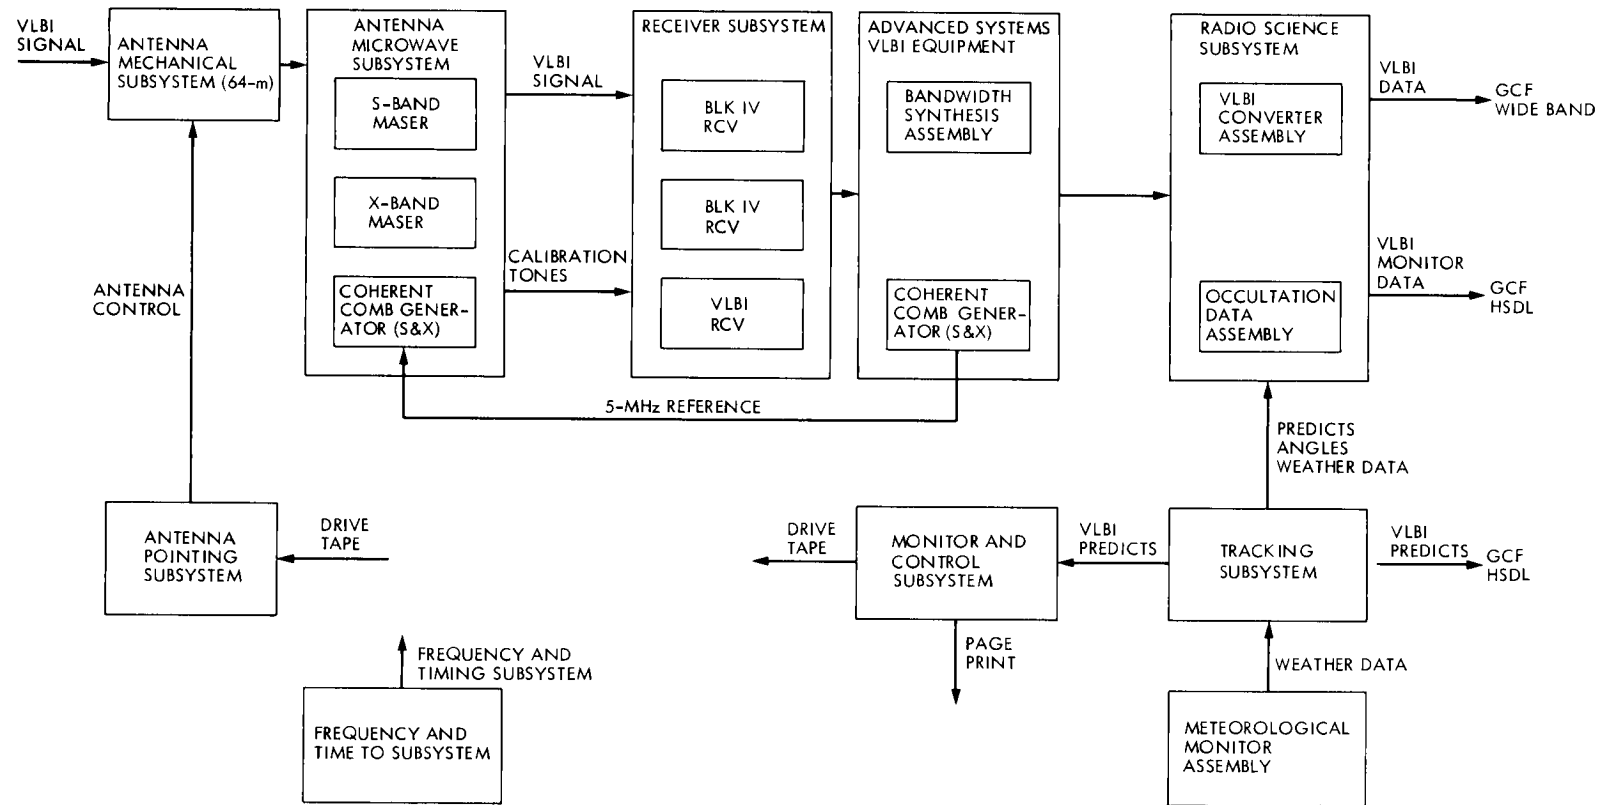 VLBI
SIGNAL
ANTENNA
MECHANICAL
SUBSYSTEM (64-m)
ANTENNA
MICROWAVE
SUBSYSTEM
S-BAND
MASER
X-BAND
MASER
COHERENT
COMB GENER-
ATOR (S&X)
VLBI
SIGNAL
CALIBRATION
TONES
RECEIVER SUBSYSTEM
BLK IV
RCV
BLK IV
RCV
VLBI
RCV
ADVANCED SYSTEMS
VLBI EQUIPMENT
BANDWIDTH
SYNTHESIS
ASSEMBLY
COHERENT
COMB GENER-
ATOR (S&X)
RADIO SCIENCE
SUBSYSTEM
VLBI
CONVERTER
ASSEMBLY
OCCULTATION
DATA
ASSEMBLY
VLBI
DATA
GCF
WIDE BAND
VLBI
MONITOR
DATA
GCF
HSDL
5-MHz REFERENCE
ANTENNA
CONTROL
PREDICTS
ANGLES
WEATHER DATA
ANTENNA
POINTING
SUBSYSTEM
DRIVE
TAPE
DRIVE
TAPE
MONITOR AND
CONTROL
SUBSYSTEM
VLBI
PREDICTS
TRACKING
SUBSYSTEM
VLBI
PREDICTS
GCF
HSDL
PAGE
PRINT
WEATHER DATA
FREQUENCY AND
TIMING SUBSYSTEM
FREQUENCY AND
TIME TO SUBSYSTEM
METEOROLOGICAL
MONITOR
ASSEMBLY